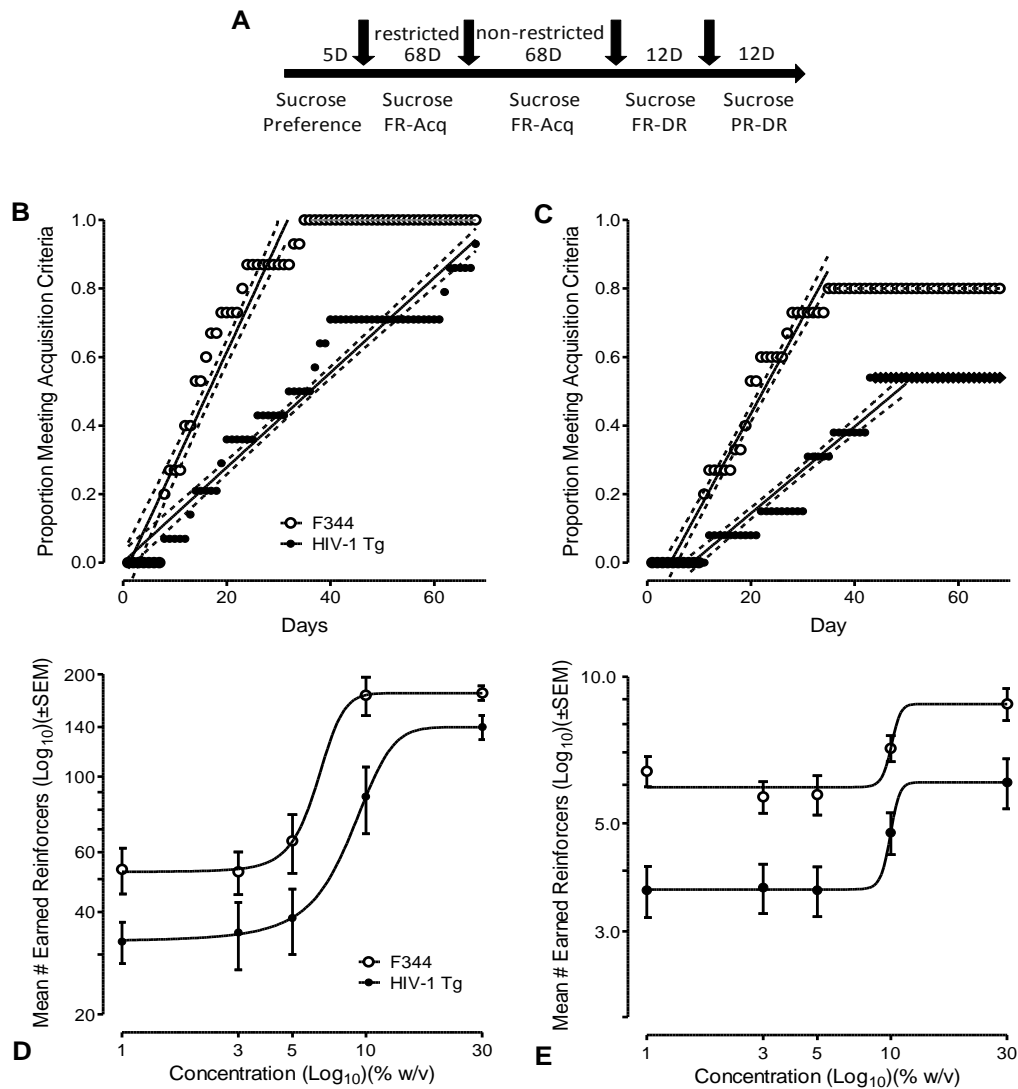 A
restricted non-restricted
5D 68D 68D 12D 12D
Sucrose Preference
Sucrose FR-Acq
Sucrose FR-Acq
Sucrose FR-DR
Sucrose PR-DR
B
Proportion Meeting Acquisition Criteria
1.0
0.8
0.6
0.4
0.2
0.0
F344
HIV-1 Tg
0 20 40 60
Days
C
Proportion Meeting Acquisition Criteria
1.0
0.8
0.6
0.4
0.2
0.0
0 20 40 60
Day
Mean # Earned Reinforcers (Log10)(±SEM)
200
140
100
60
40
20
F344
HIV-1 Tg
D
1 3 5 10 30
Concentration (Log10)(% w/v)
Mean # Earned Reinforcers (Log10)(±SEM)
10.0
5.0
3.0
E
1 3 5 10 30
Concentration (Log10)(% w/v)